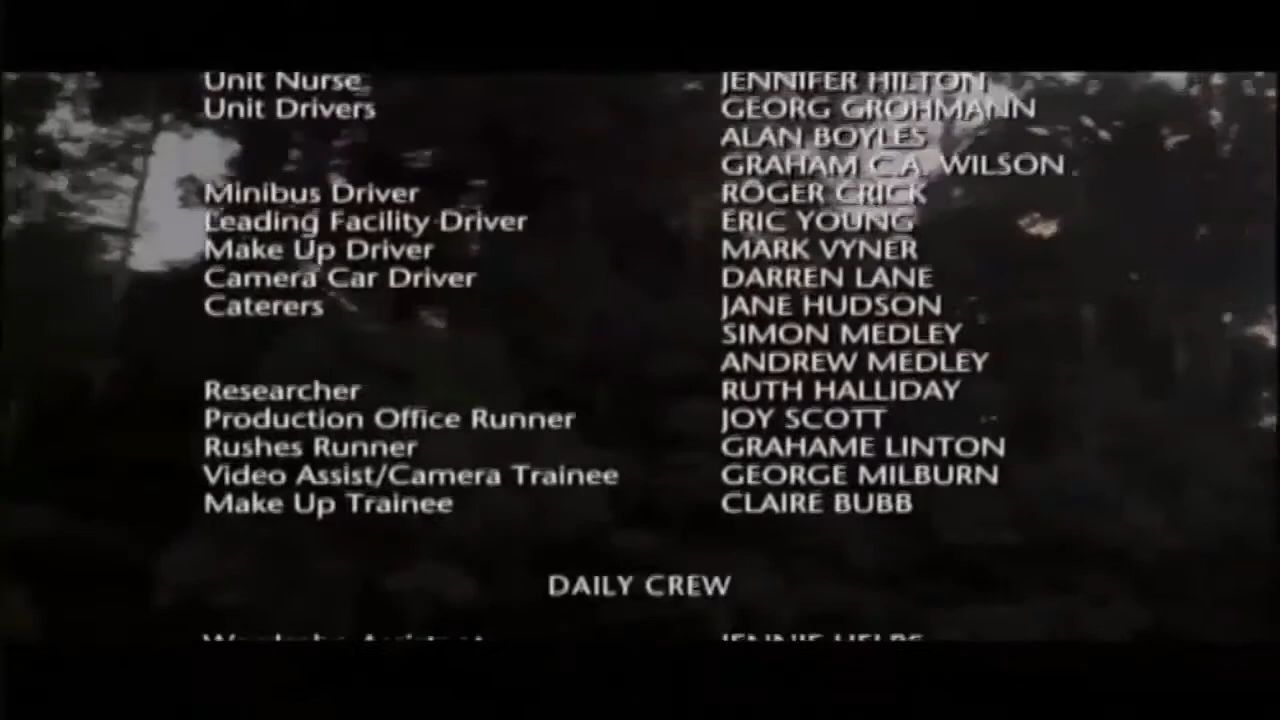 Unit Nurse JENNIFER HILTON
Unit Drivers GEORG GROHMANN
ALAN BOYLES
GRAHAM C.A. WILSON
Minibus Driver ROGER CRICK
Leading Facility Driver ERIC YOUNG
Make Up Driver MARK VYNER
Camera Car Driver DARREN LANE
Caterers JANE HUDSON
SIMON MEDLEY
ANDREW MEDLEY
Researcher RUTH HALLIDAY
Production Office Runner JOY SCOTT
Rushes Runner GRAHAME LINTON
Video Assist/Camera Trainee GEORGE MILBURN
Make Up Trainee CLAIRE BUBB
DAILY CREW